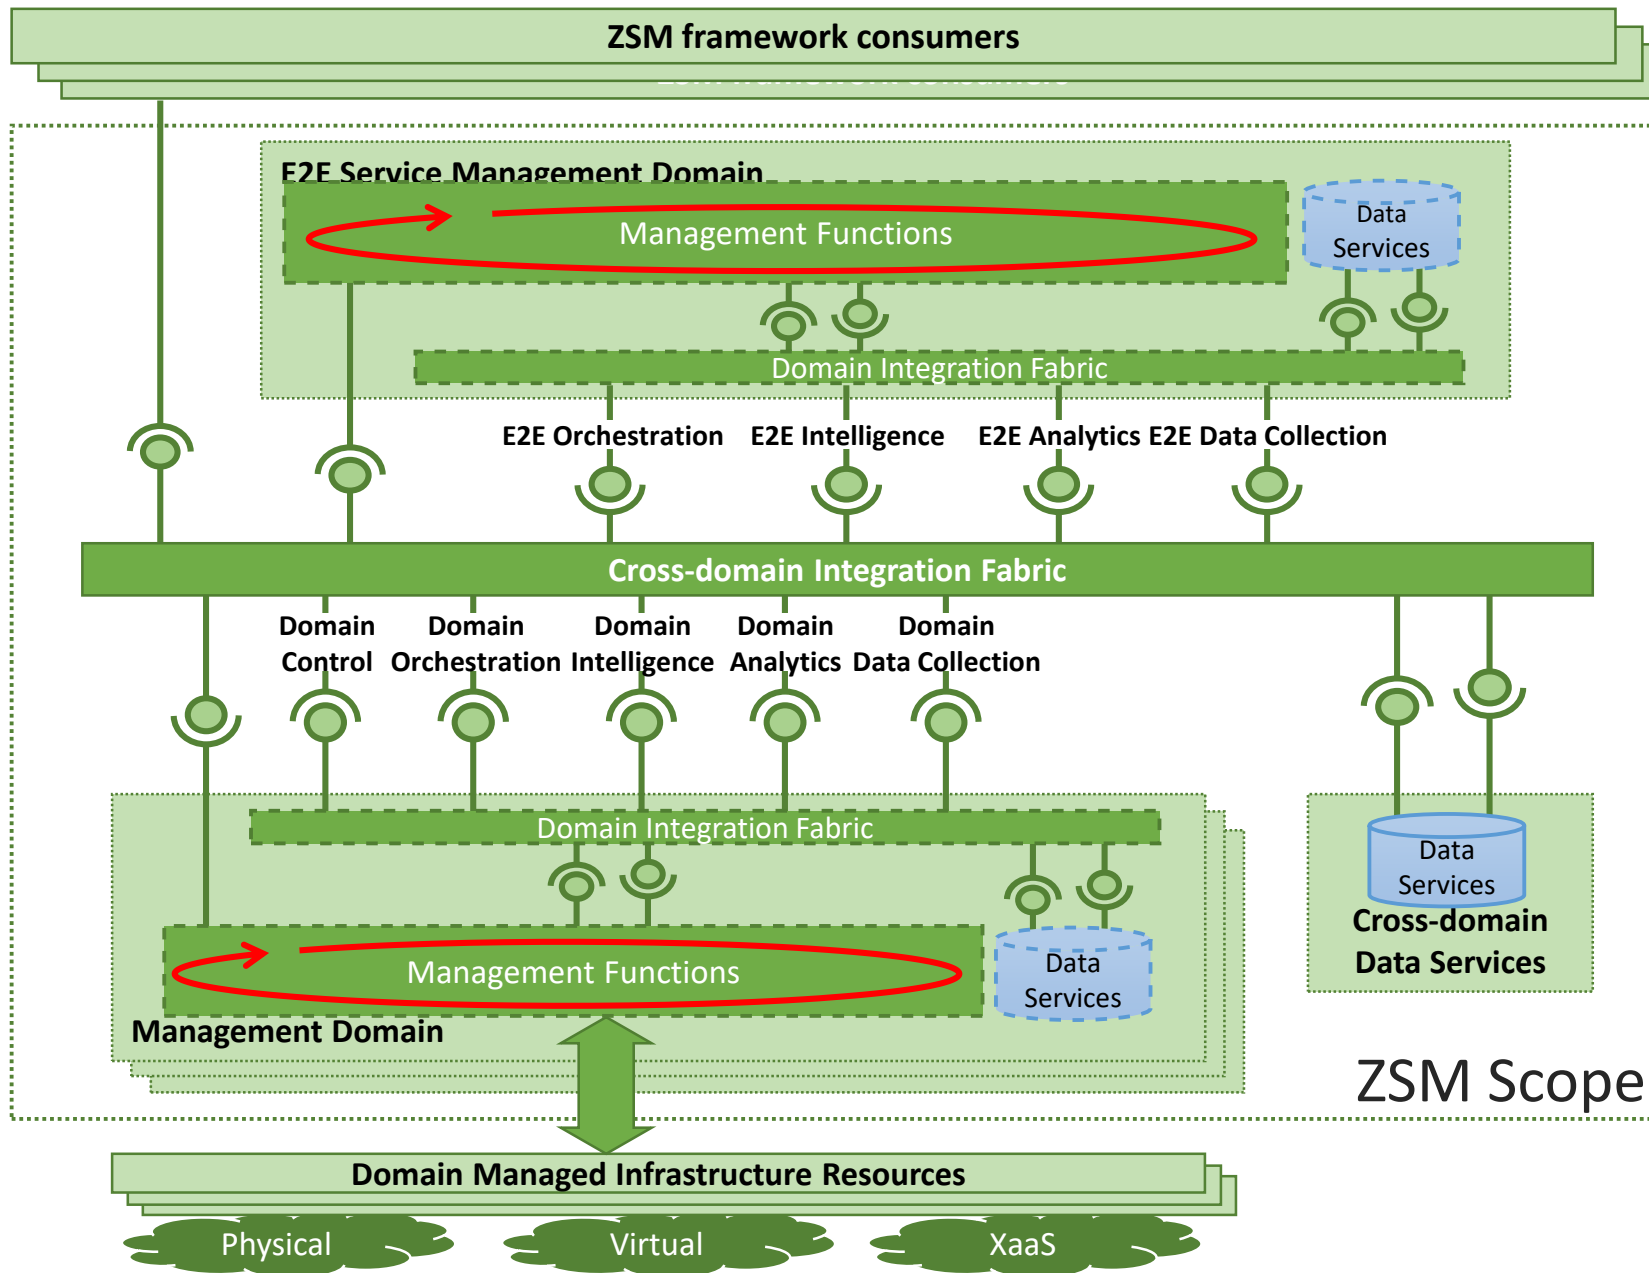 ZSM framework consumers
ZSM framework consumers
E2E Service Management Domain
Management Functions
Data
Services
Domain Integration Fabric
E2E Orchestration E2E Intelligence E2E Analytics E2E Data Collection
Cross-domain Integration Fabric
Domain
Control
Domain
Orchestration
Domain
Intelligence
Domain
Analytics
Domain
Data Collection
Domain Integration Fabric
Management Functions
Data
Services
Management Domain
Data
Services
Cross-domain
Data Services
ZSM Scope
Domain Managed Infrastructure Resources
Physical
Virtual
XaaS